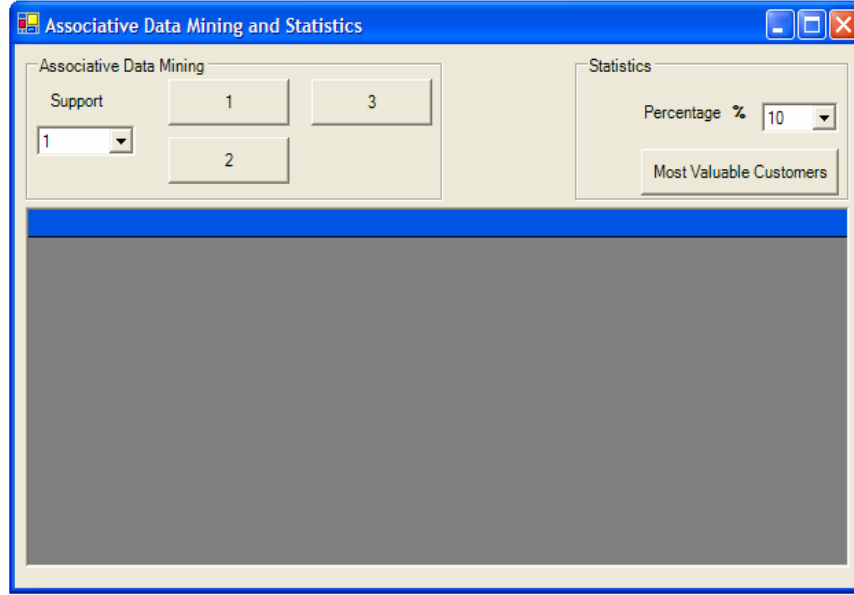 Associative Data Mining and Statistics
Associative Data Mining
Support
1
1
2
3
Statistics
Percentage %
10
Most Valuable Customers